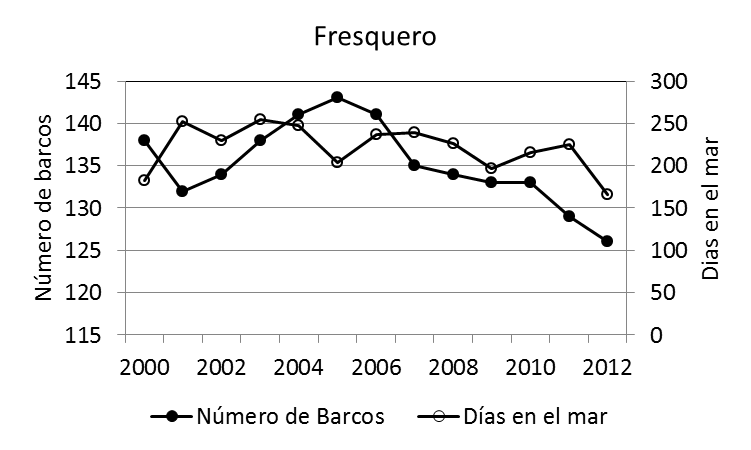 Fresquero
Número de barcos
145
140
135
130
125
120
115
300
250
200
150
100
50
0
Dias en el mar
2000 2002 2004 2006 2008 2010 2012
Número de Barcos Días en el mar